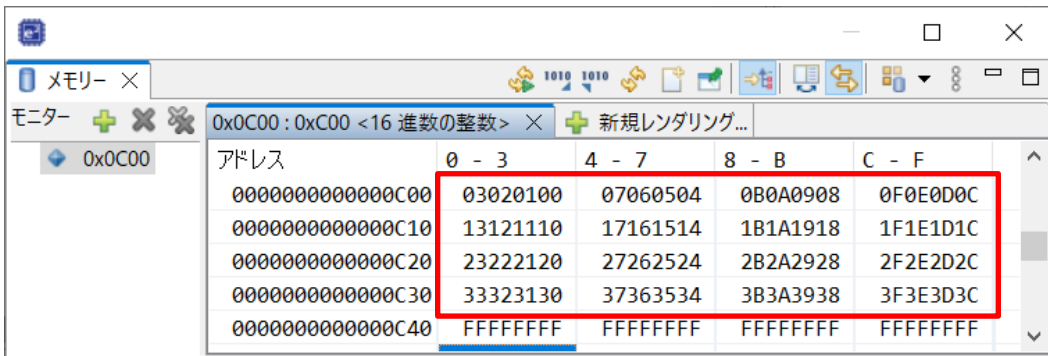 メモリー
1010 1010
モニター
0x0C00 : 0xC00 <16 進数の整数>
新規レンダリング...
0x0C00
アドレス 0 - 3 4 - 7 8 - B C - F
0000000000000C00 03020100 07060504 0B0A0908 0F0E0D0C
0000000000000C10 13121110 17161514 1B1A1918 1F1E1D1C
0000000000000C20 23222120 27262524 2B2A2928 2F2E2D2C
0000000000000C30 33323130 37363534 3B3A3938 3F3E3D3C
0000000000000C40 FFFFFFFF FFFFFFFF FFFFFFFF FFFFFFFF